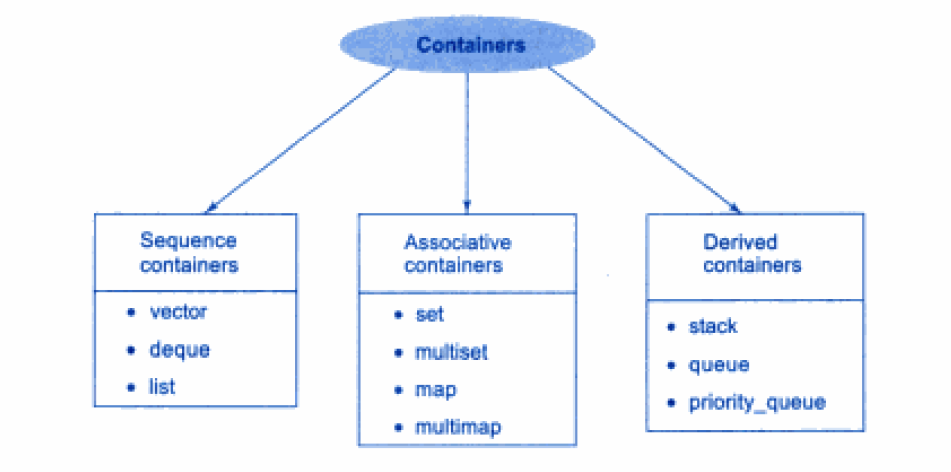 Containers
Sequence
containers
• vector
• deque
• list
Associative
containers
• set
• multiset
• map
• multimap
Derived
containers
• stack
• queue
• priority_queue